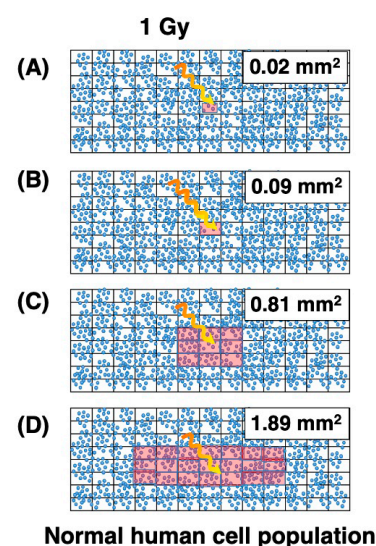 1 Gy
(A)
0.02 mm²
(B)
0.09 mm²
(C)
0.81 mm²
(D)
1.89 mm²
Normal human cell population